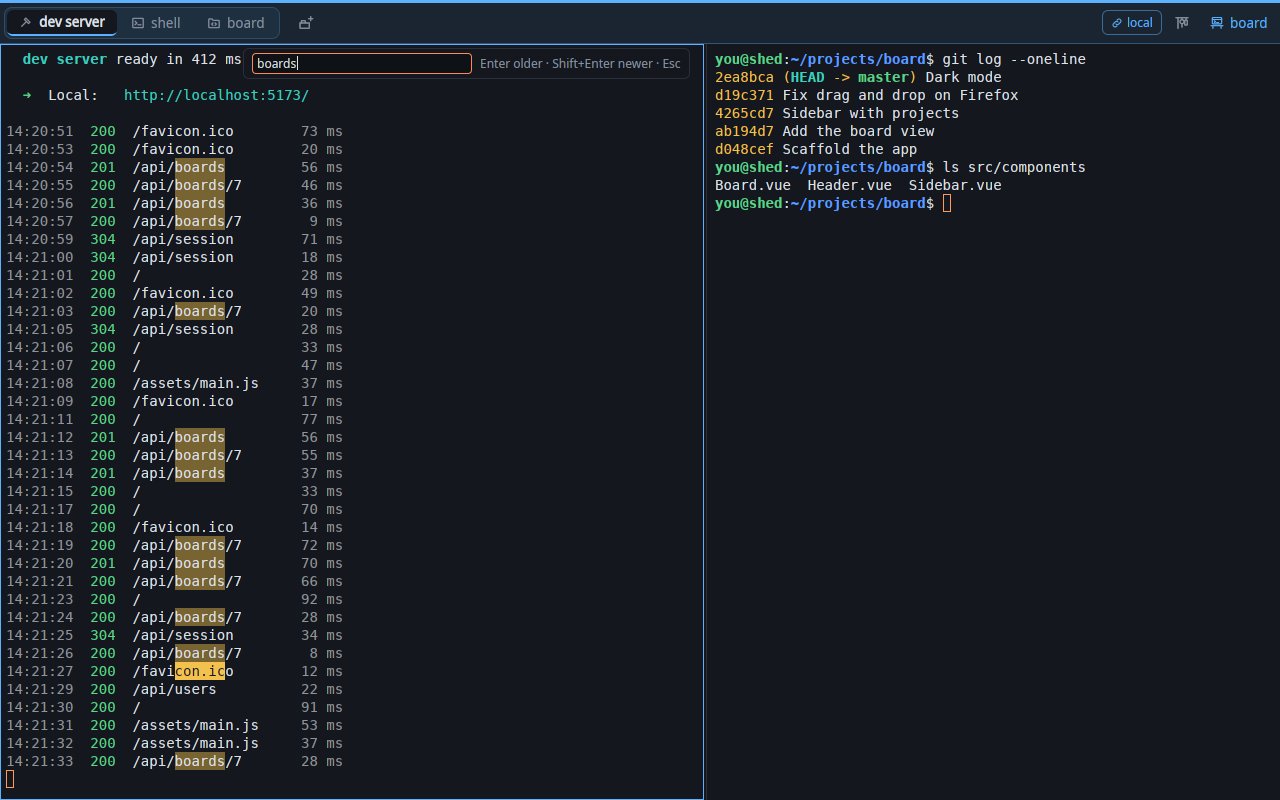 dev server shell board local board
dev server ready in 412 ms
boards Enter older · Shift+Enter newer · Esc
➜ Local: http://localhost:5173/
14:20:51 200 /favicon.ico 73 ms
14:20:53 200 /favicon.ico 20 ms
14:20:54 201 /api/boards 56 ms
14:20:55 200 /api/boards/7 46 ms
14:20:56 201 /api/boards 36 ms
14:20:57 200 /api/boards/7 9 ms
14:20:59 304 /api/session 71 ms
14:21:00 304 /api/session 18 ms
14:21:01 200 / 28 ms
14:21:02 200 /favicon.ico 49 ms
14:21:03 200 /api/boards/7 20 ms
14:21:05 304 /api/session 28 ms
14:21:06 200 / 33 ms
14:21:07 200 / 47 ms
14:21:08 200 /assets/main.js 37 ms
14:21:09 200 /favicon.ico 17 ms
14:21:11 200 / 77 ms
14:21:12 201 /api/boards 56 ms
14:21:13 200 /api/boards/7 55 ms
14:21:14 201 /api/boards 37 ms
14:21:15 200 / 33 ms
14:21:17 200 / 70 ms
14:21:18 200 /favicon.ico 14 ms
14:21:19 200 /api/boards/7 72 ms
14:21:20 201 /api/boards 70 ms
14:21:21 200 /api/boards/7 66 ms
14:21:23 200 / 92 ms
14:21:24 200 /api/boards/7 28 ms
14:21:25 304 /api/session 34 ms
14:21:26 200 /api/boards/7 8 ms
14:21:27 200 /favicon.ico 12 ms
14:21:29 200 /api/users 22 ms
14:21:30 200 / 91 ms
14:21:31 200 /assets/main.js 53 ms
14:21:32 200 /assets/main.js 37 ms
14:21:33 200 /api/boards/7 28 ms
you@shed:~/projects/board$ git log --oneline
2ea8bca (HEAD -> master) Dark mode
d19c371 Fix drag and drop on Firefox
4265cd7 Sidebar with projects
ab194d7 Add the board view
d048cef Scaffold the app
you@shed:~/projects/board$ ls src/components
Board.vue Header.vue Sidebar.vue
you@shed:~/projects/board$